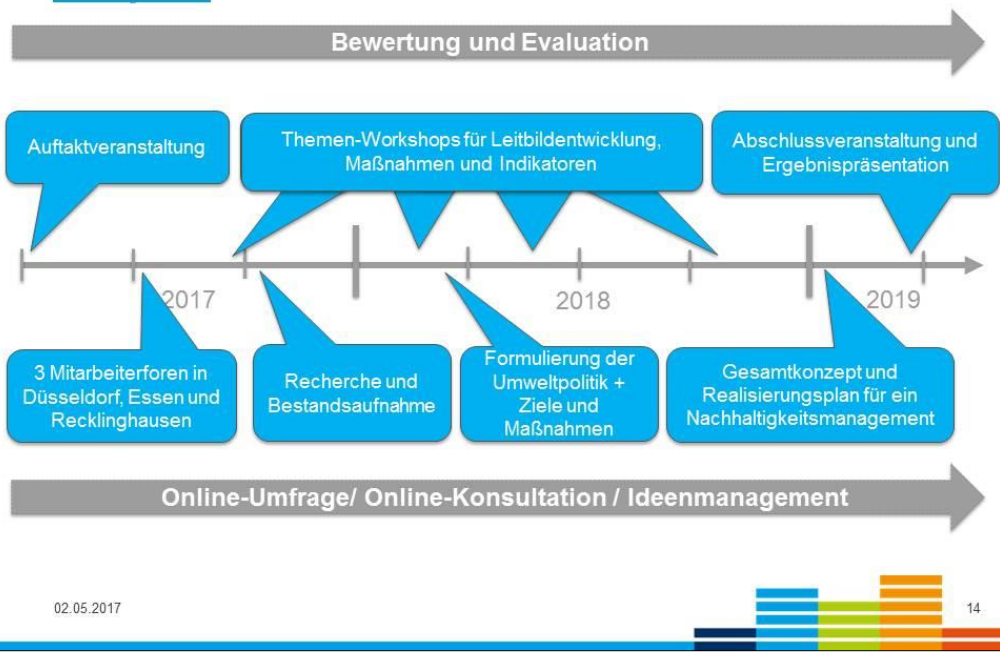 Bewertung und Evaluation
Auftaktveranstaltung
Themen-Workshops für Leitbildentwicklung,
Maßnahmen und Indikatoren
Abschlussveranstaltung und
Ergebnispräsentation
2017
2018
2019
3 Mitarbeiterforen in
Düsseldorf, Essen und
Recklinghausen
Recherche und
Bestandsaufnahme
Formulierung der
Umweltpolitik +
Ziele und
Maßnahmen
Gesamtkonzept und
Realisierungsplan für ein
Nachhaltigkeitsmanagement
Online-Umfrage/ Online-Konsultation / Ideenmanagement
02.05.2017
14